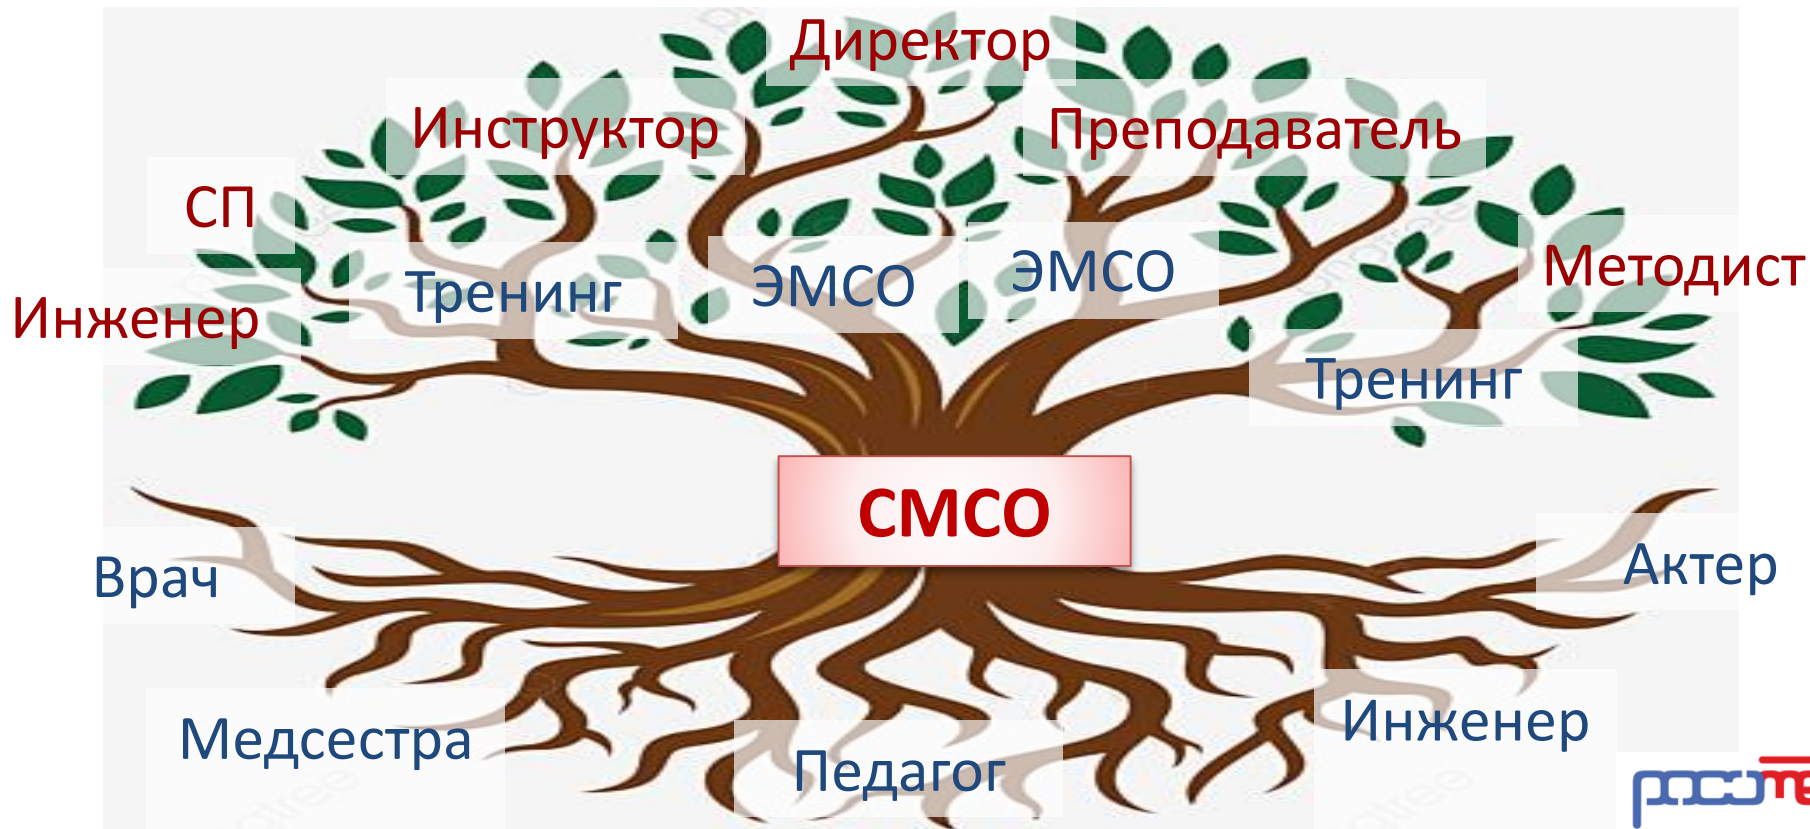 Директор
Инструктор
Преподаватель
СП
Методист
Инженер
Тренинг
ЭМСО
ЭМСО
Тренинг
СМСО
Врач
Актер
Медсестра
Педагог
Инженер